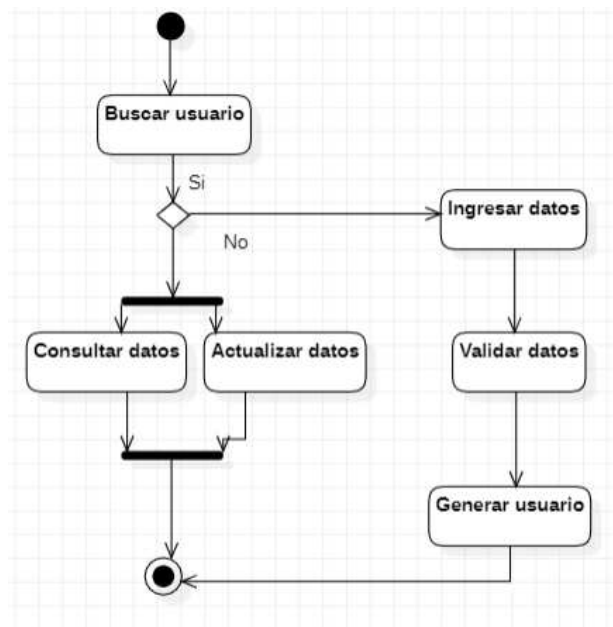 Buscar usuario
Si
Ingresar datos
No
Consultar datos
Actualizar datos
Validar datos
Generar usuario